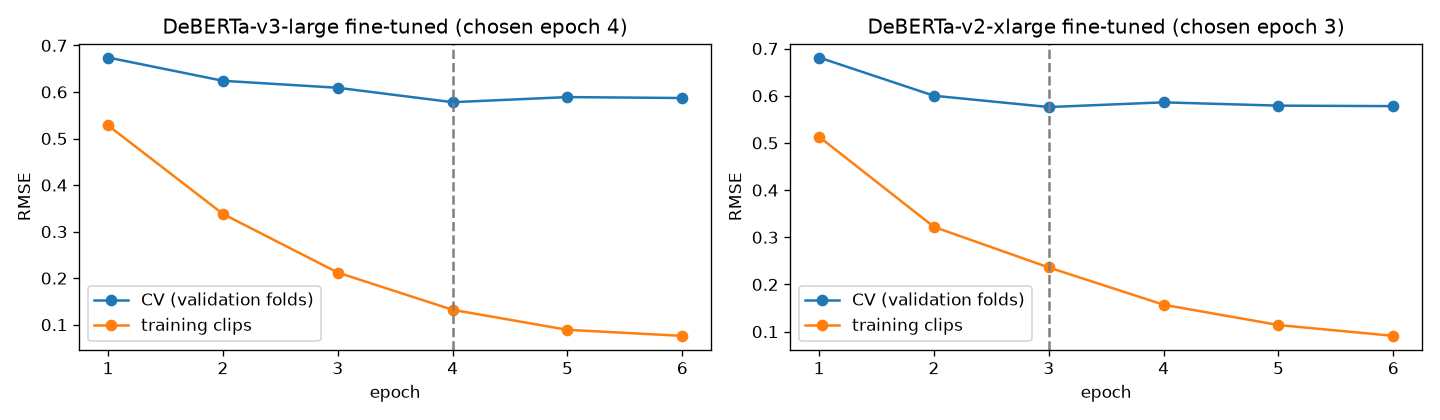 DeBERTa-v3-large fine-tuned (chosen epoch 4)
0.7
0.6
0.5
0.4
0.3
0.2
0.1
RMSE
CV (validation folds)
training clips
1 2 3 4 5 6
epoch
DeBERTa-v2-xlarge fine-tuned (chosen epoch 3)
0.7
0.6
0.5
0.4
0.3
0.2
0.1
RMSE
CV (validation folds)
training clips
1 2 3 4 5 6
epoch